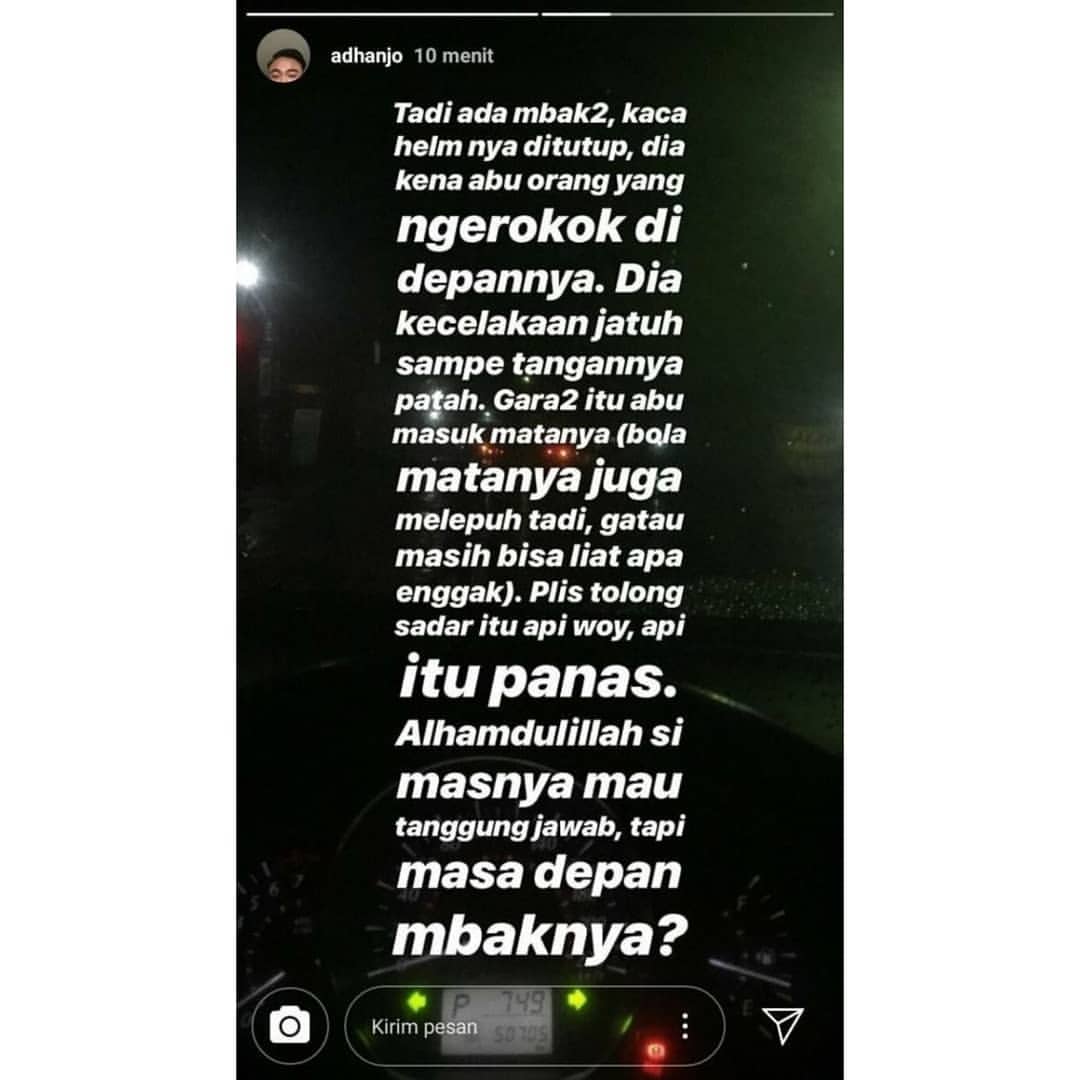 adhanjo 10 menit
Tadi ada mbak2, kaca
helm nya ditutup, dia
kena abu orang yang
ngerokok di
depannya. Dia
kecelakaan jatuh
sampe tangannya
patah. Gara2 itu abu
masuk matanya (bola
matanya juga
melepuh tadi, gatau
masih bisa liat apa
enggak). Plis tolong
sadar itu api woy, api
itu panas.
Alhamdulillah si
masnya mau
tanggung jawab, tapi
masa depan
mbaknya?
P 749
Kirim pesan
50705